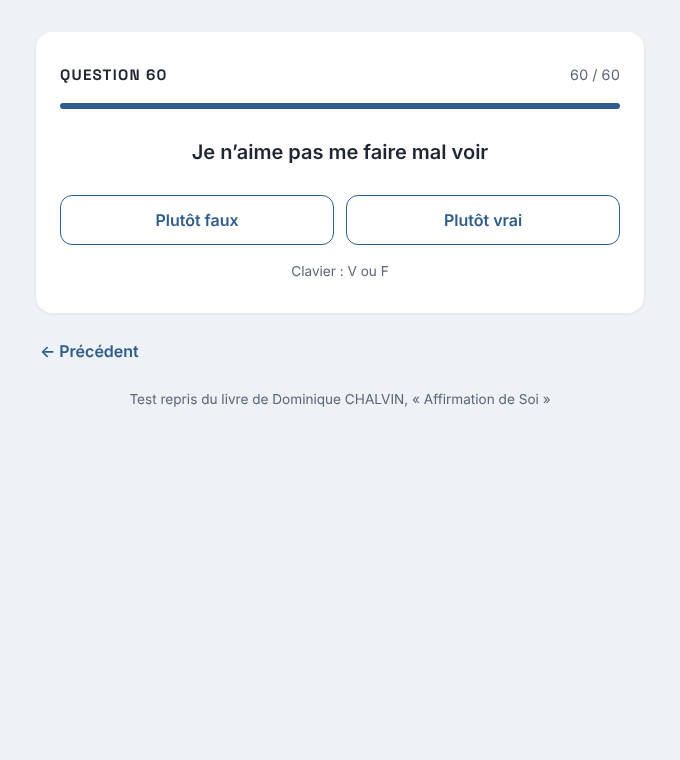 QUESTION 60
60 / 60
Je n’aime pas me faire mal voir
Plutôt faux
Plutôt vrai
Clavier : V ou F
← Précédent
Test repris du livre de Dominique CHALVIN, « Affirmation de Soi »